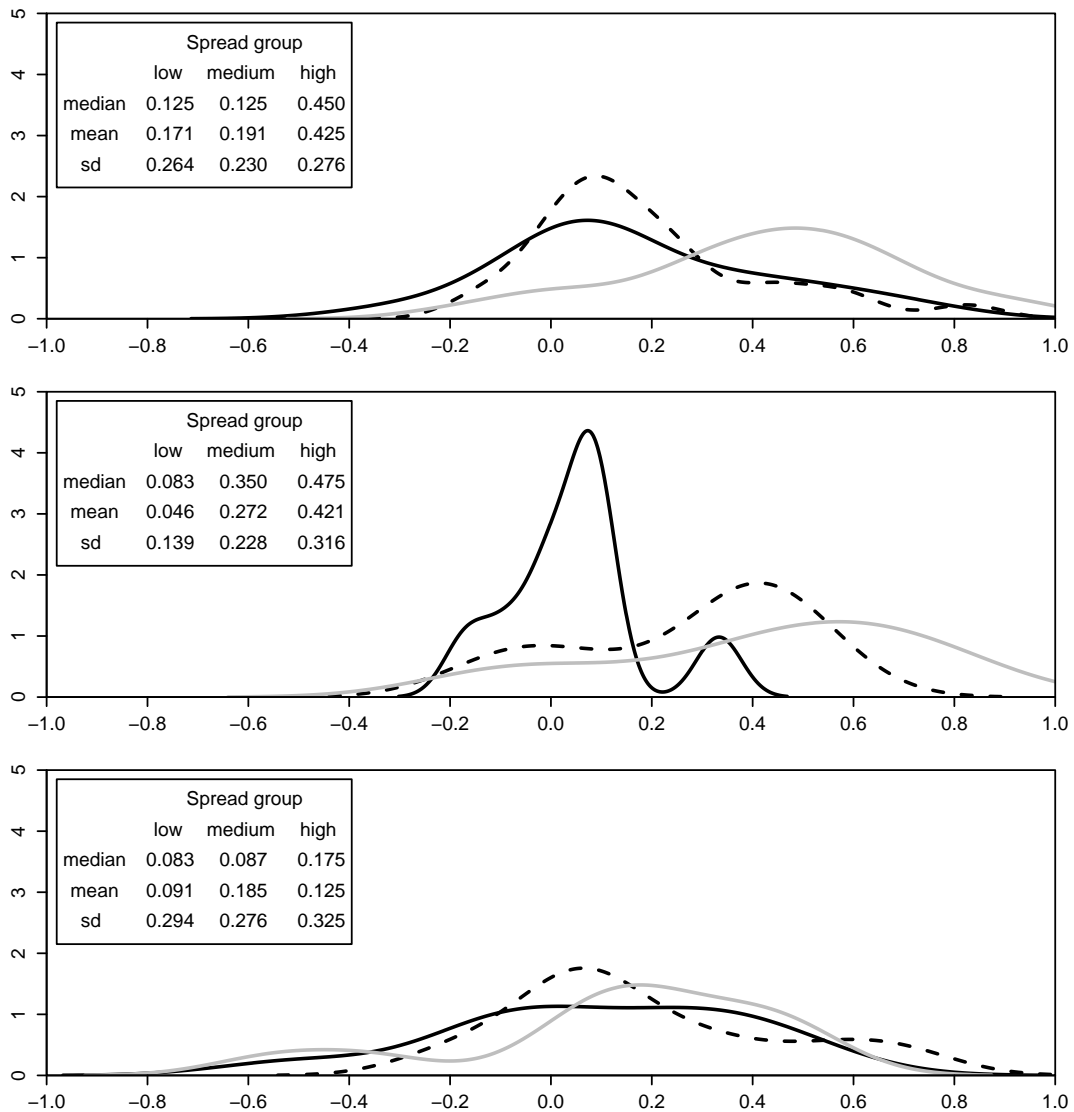 5
Spread group
low medium high
4
median 0.125 0.125 0.450
mean 0.171 0.191 0.425
3
sd 0.264 0.230 0.276
2
1
0
−1.0 −0.8 −0.6 −0.4 −0.2 0.0 0.2 0.4 0.6 0.8 1.0
5
Spread group
low medium high
4
median 0.083 0.350 0.475
mean 0.046 0.272 0.421
3
sd 0.139 0.228 0.316
2
1
0
−1.0 −0.8 −0.6 −0.4 −0.2 0.0 0.2 0.4 0.6 0.8 1.0
5
Spread group
low medium high
4
median 0.083 0.087 0.175
mean 0.091 0.185 0.125
3
sd 0.294 0.276 0.325
2
1
0
−1.0 −0.8 −0.6 −0.4 −0.2 0.0 0.2 0.4 0.6 0.8 1.0